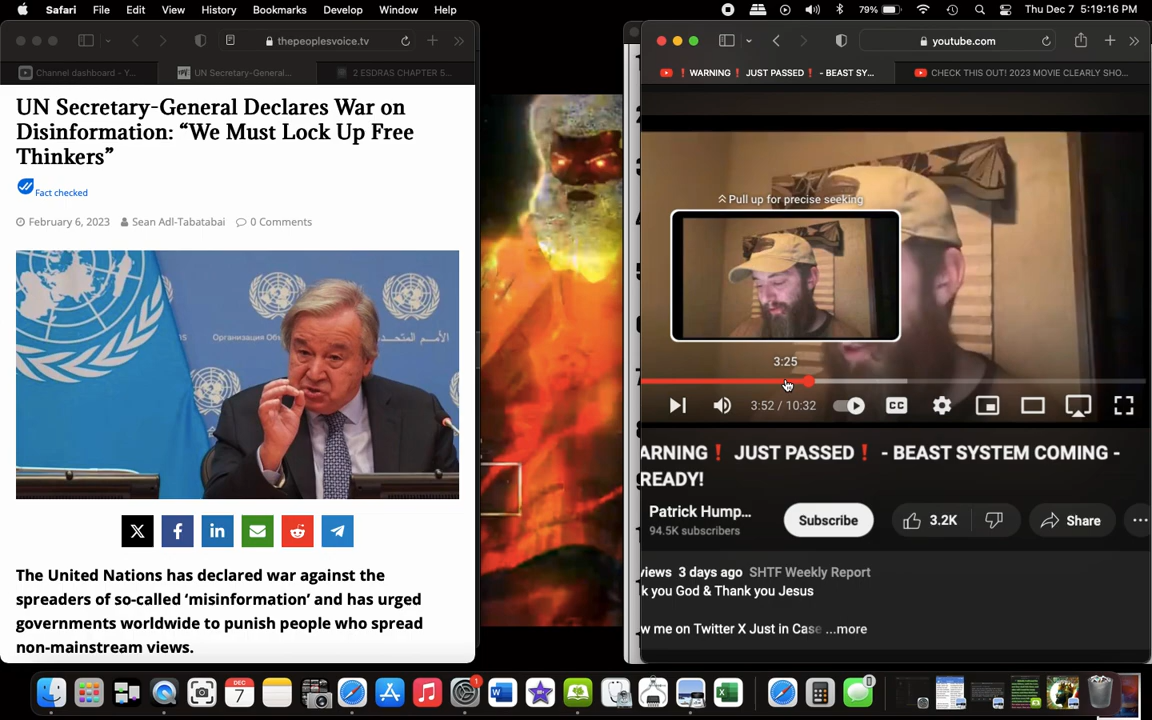 Safari File Edit View History Bookmarks Develop Window Help
79% Thu Dec 7 5:19:16 PM
thepeoplesvoice.tv
Channel dashboard - Y...
UN Secretary-General...
2 ESDRAS CHAPTER 5...
UN Secretary-General Declares War on
Disinformation: “We Must Lock Up Free
Thinkers”
Fact checked
February 6, 2023 Sean Adl-Tabatabai 0 Comments
The United Nations has declared war against the
spreaders of so-called ‘misinformation’ and has urged
governments worldwide to punish people who spread
non-mainstream views.
youtube.com
❗WARNING❗ JUST PASSED❗ - BEAST SY...
CHECK THIS OUT! 2023 MOVIE CLEARLY SHO...
Pull up for precise seeking
3:25
3:52 / 10:32
CC
ARNING❗ JUST PASSED❗ - BEAST SYSTEM COMING -
READY!
Patrick Hump...
94.5K subscribers
Subscribe
3.2K
Share
views 3 days ago SHTF Weekly Report
k you God & Thank you Jesus
w me on Twitter X Just in Case ...more
DEC
7
1